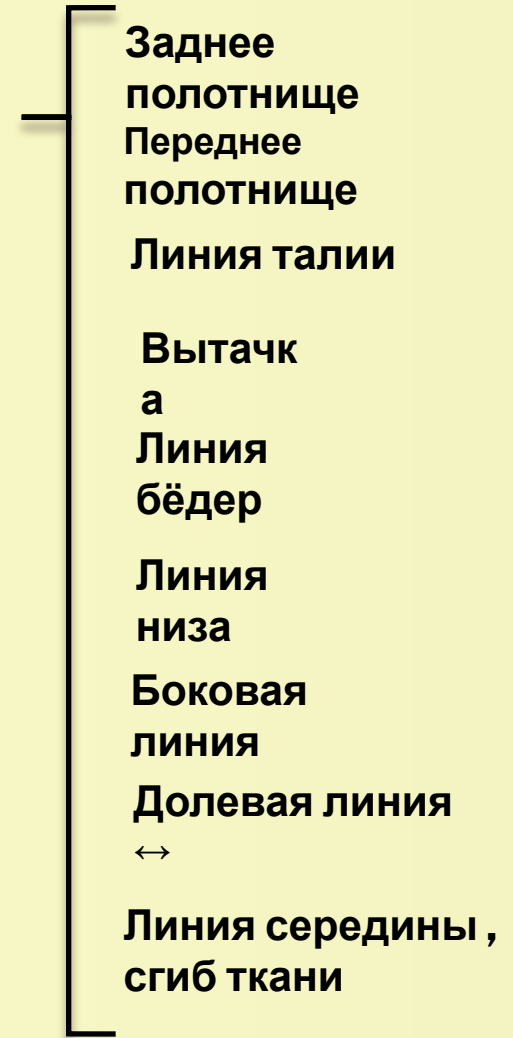 Заднее
полотнище
Переднее
полотнище
Линия талии
Вытачк
а
Линия
бёдер
Линия
низа
Боковая
линия
Долевая линия
↔
Линия середины ,
сгиб ткани